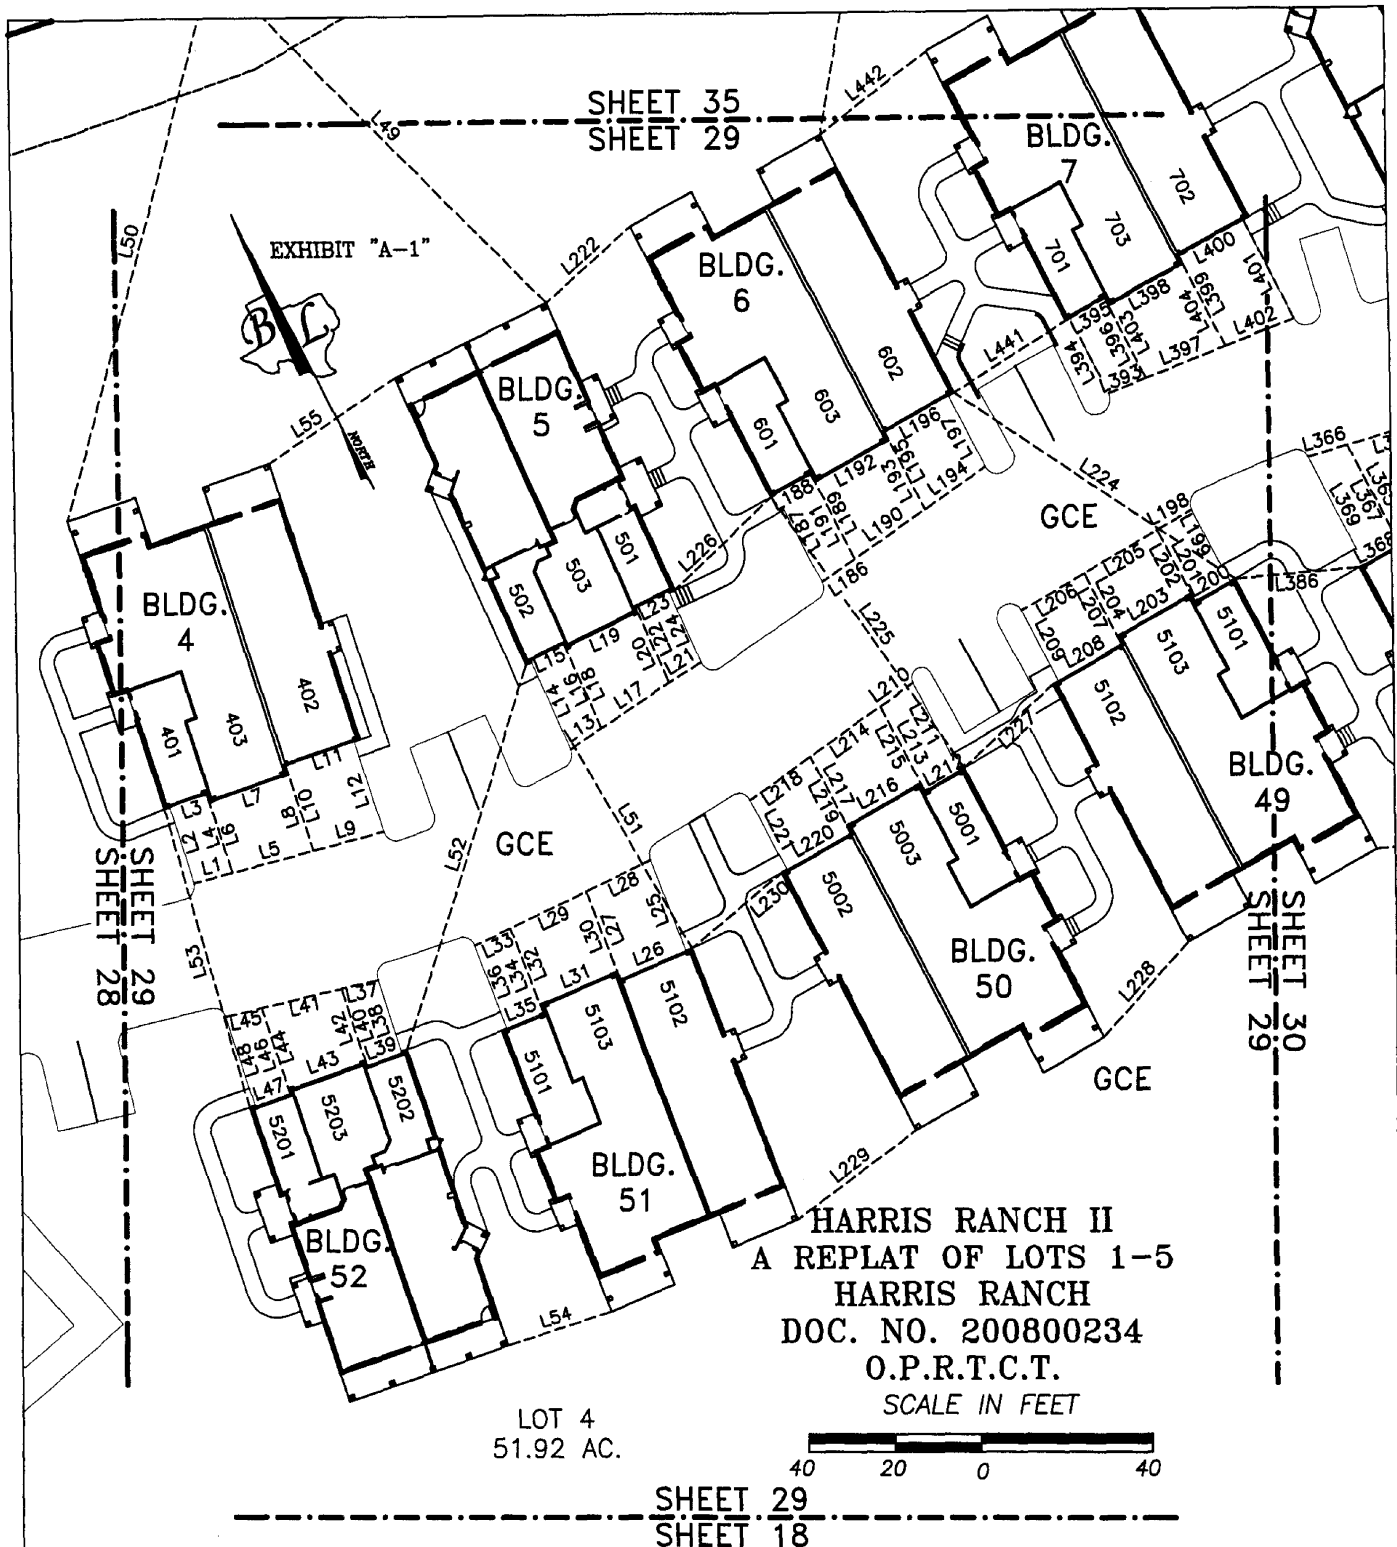 L442
SHEET 35
SHEET 29
L49
BLDG.
7
702
703
701
L50
EXHIBIT "A-1"
B L
NORTH
L222
BLDG.
6
602
603
601
L400
L401
L399
L404
L398
L402
L395
L403
L396
L397
L394
L393
L441
L55
BLDG.
5
501
503
502
L196
L197
L195
L193
L194
L192
L190
L189
L191
L187
L186
L188
L226
L224
GCE
L366
L369
L367
L368
L198
L199
L205
L201
L202
L200
L386
L206
L204
L207
L203
L209
L208
5101
5103
5102
BLDG.
49
BLDG.
4
401
403
402
L23
L24
L22
L20
L21
L19
L15
L18
L16
L17
L14
L13
L225
L210
L211
L213
L215
L214
L212
L227
L218
L217
L219
L216
L221
L220
5001
5003
5002
BLDG.
50
L11
L12
L3
L7
L10
L8
L9
L2
L4
L6
L5
L1
L52
GCE
L51
L28
L25
L29
L27
L30
L26
L230
L33
L32
L34
L36
L31
L35
5101
5103
5102
BLDG.
51
SHEET 29
SHEET 28
L53
L37
L41
L45
L38
L40
L42
L44
L46
L48
L39
L43
L47
5201
5203
5202
BLDG.
52
SHEET 30
SHEET 29
L228
GCE
L229
L54
HARRIS RANCH II
A REPLAT OF LOTS 1-5
HARRIS RANCH
DOC. NO. 200800234
O.P.R.T.C.T.
SCALE IN FEET
40 20 0 40
LOT 4
51.92 AC.
SHEET 29
SHEET 18